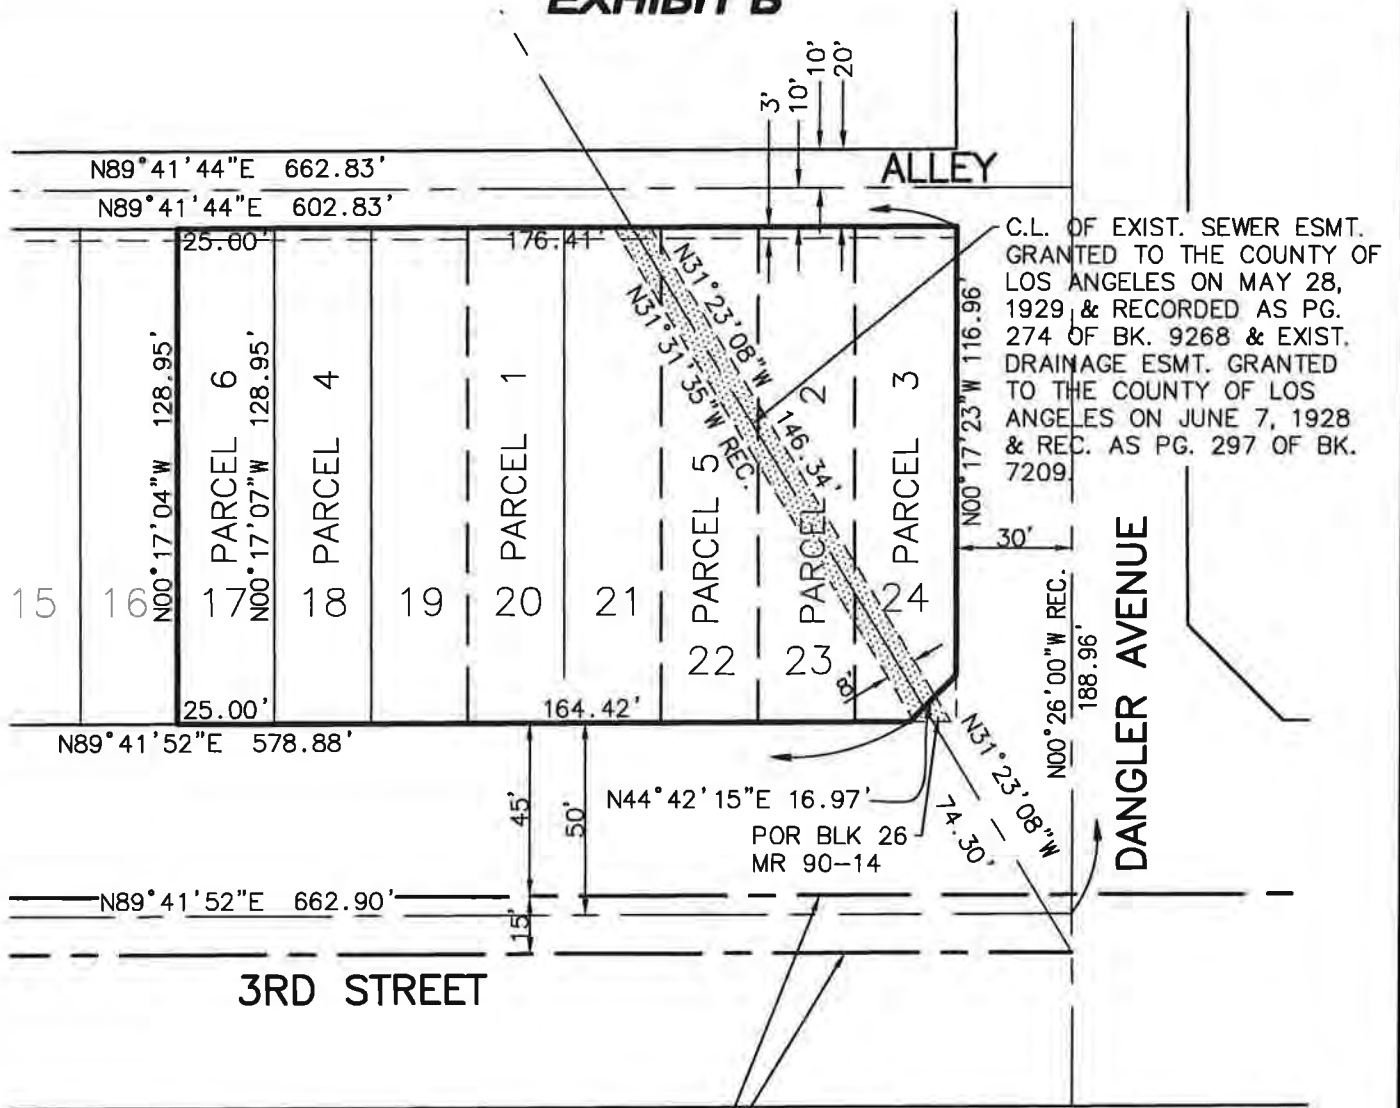 EXHIBIT B
10'
20'
10'
3'
N89°41'44"E 662.83'
ALLEY
N89°41'44"E 602.83'
25.00'
176.41'
C.L. OF EXIST. SEWER ESMT.
GRANTED TO THE COUNTY OF
LOS ANGELES ON MAY 28,
1929 & RECORDED AS PG.
274 OF BK. 9268 & EXIST.
DRAINAGE ESMT. GRANTED
TO THE COUNTY OF LOS
ANGELES ON JUNE 7, 1928
& REC. AS PG. 297 OF BK.
7209.
N31°23'08"W
146.34'
N31°31'35"W REC.
N00°17'23"W 116.96'
N00°17'04"W 128.95'
PARCEL 6
N00°17'07"W 128.95'
PARCEL 4
PARCEL 1
PARCEL 5
PARCEL 2
PARCEL 3
30'
15
16
17
18
19
20
21
22
23
24
8'
N00°26'00"W REC.
188.96'
DANGLER AVENUE
25.00'
164.42'
N89°41'52"E 578.88'
N31°23'08"W
74.30'
N44°42'15"E 16.97'
POR BLK 26
MR 90-14
45'
50'
N89°41'52"E 662.90'
15'
3RD STREET